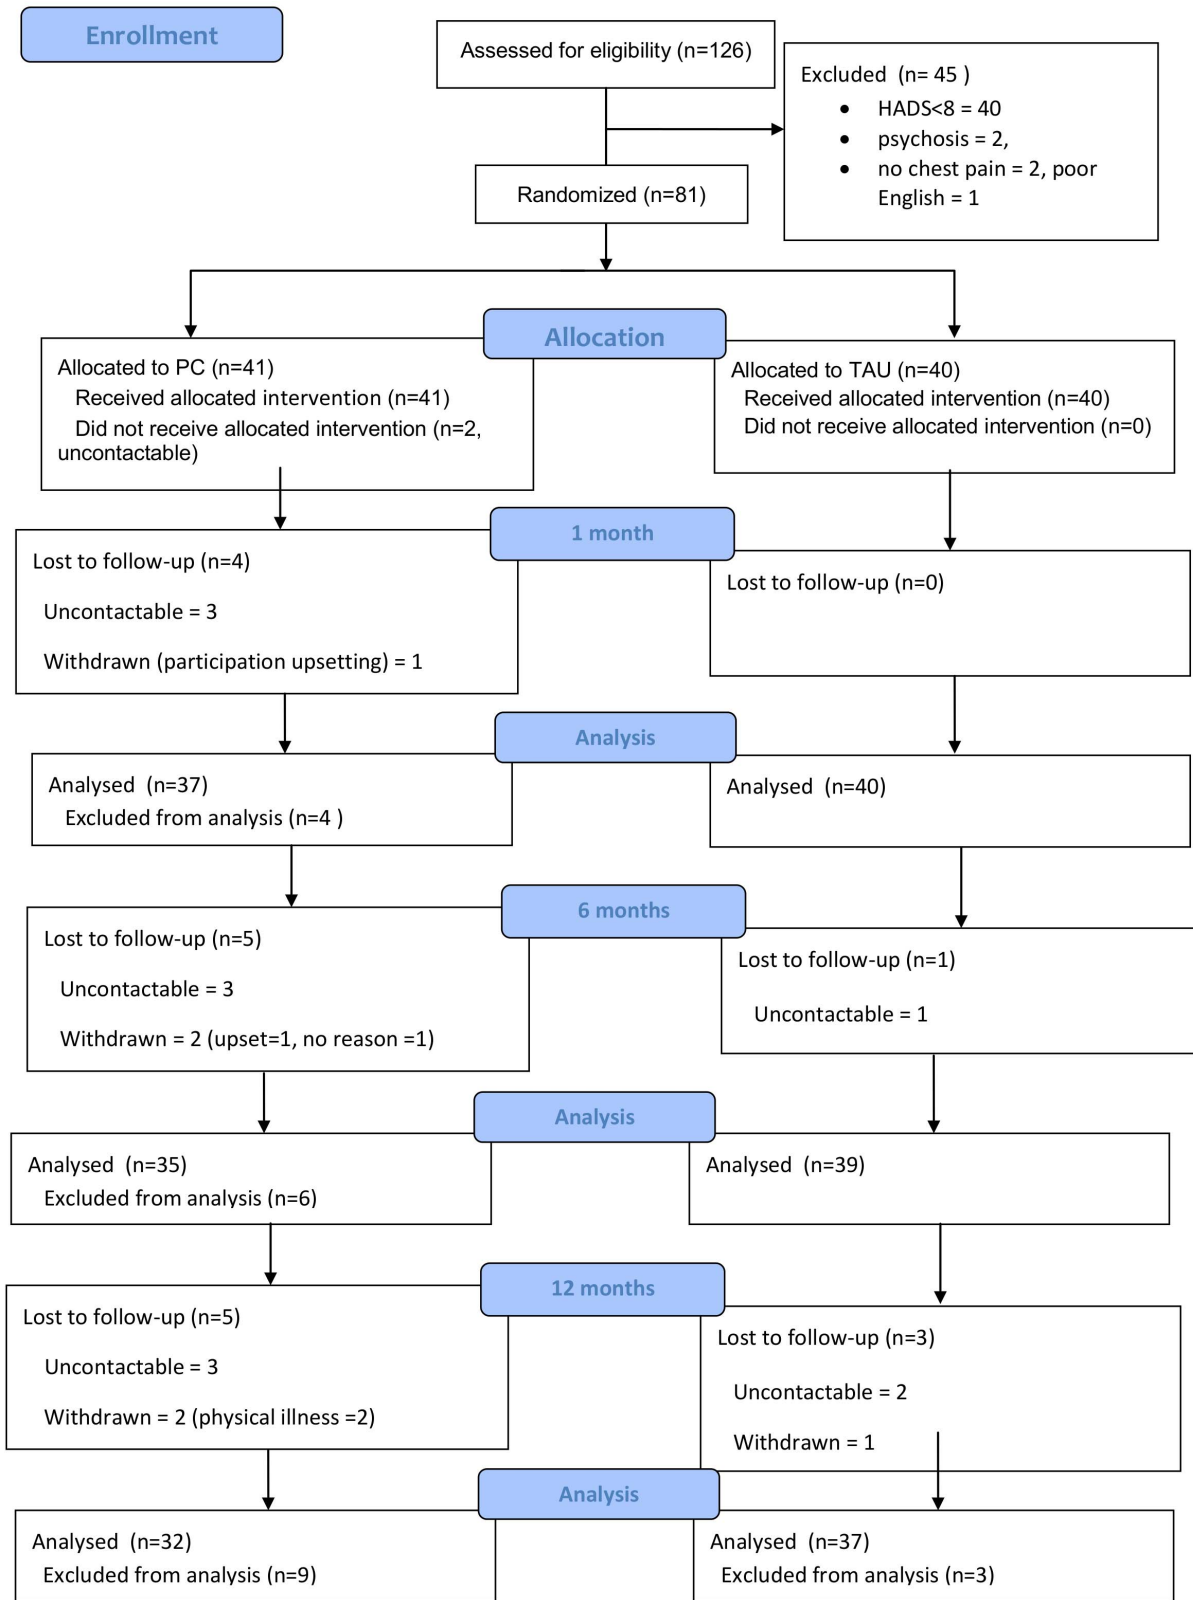 Enrollment
Assessed for eligibility (n=126)
Excluded (n= 45 )
• HADS<8 = 40
• psychosis = 2,
• no chest pain = 2, poor
English = 1
Randomized (n=81)
Allocation
Allocated to PC (n=41)
Received allocated intervention (n=41)
Did not receive allocated intervention (n=2,
uncontactable)
Allocated to TAU (n=40)
Received allocated intervention (n=40)
Did not receive allocated intervention (n=0)
1 month
Lost to follow-up (n=4)
Uncontactable = 3
Withdrawn (participation upsetting) = 1
Lost to follow-up (n=0)
Analysis
Analysed (n=37)
Excluded from analysis (n=4 )
Analysed (n=40)
6 months
Lost to follow-up (n=5)
Uncontactable = 3
Withdrawn = 2 (upset=1, no reason =1)
Lost to follow-up (n=1)
Uncontactable = 1
Analysis
Analysed (n=35)
Excluded from analysis (n=6)
Analysed (n=39)
12 months
Lost to follow-up (n=5)
Uncontactable = 3
Withdrawn = 2 (physical illness =2)
Lost to follow-up (n=3)
Uncontactable = 2
Withdrawn = 1
Analysis
Analysed (n=32)
Excluded from analysis (n=9)
Analysed (n=37)
Excluded from analysis (n=3)